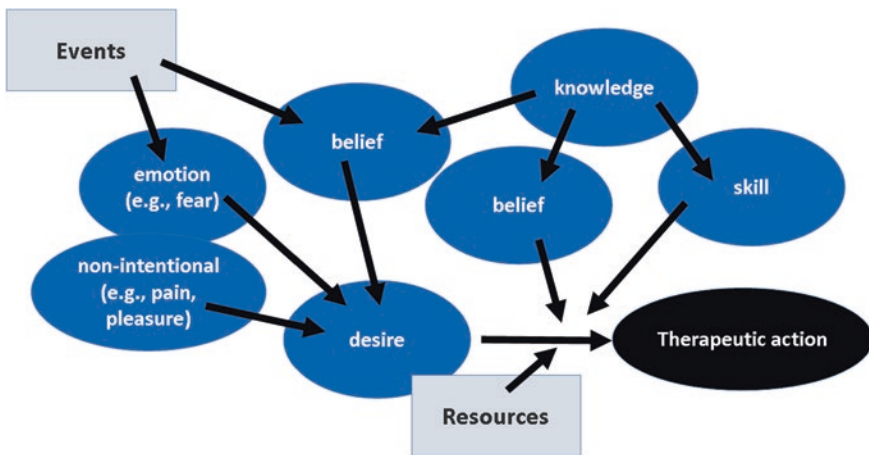 Events
knowledge
belief
emotion
(e.g., fear)
belief
skill
non-intentional
(e.g., pain,
pleasure)
desire
Therapeutic action
Resources